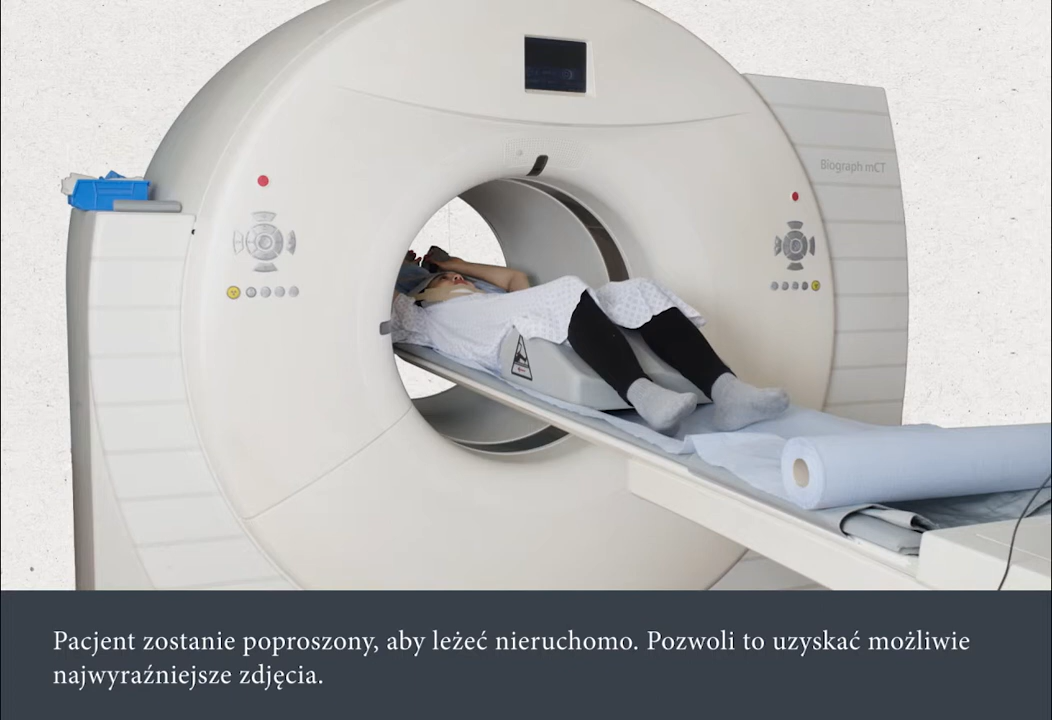 Biograph mCT
Pacjent zostanie poproszony, aby leżeć nieruchomo. Pozwoli to uzyskać możliwie
najwyraźniejsze zdjęcia.